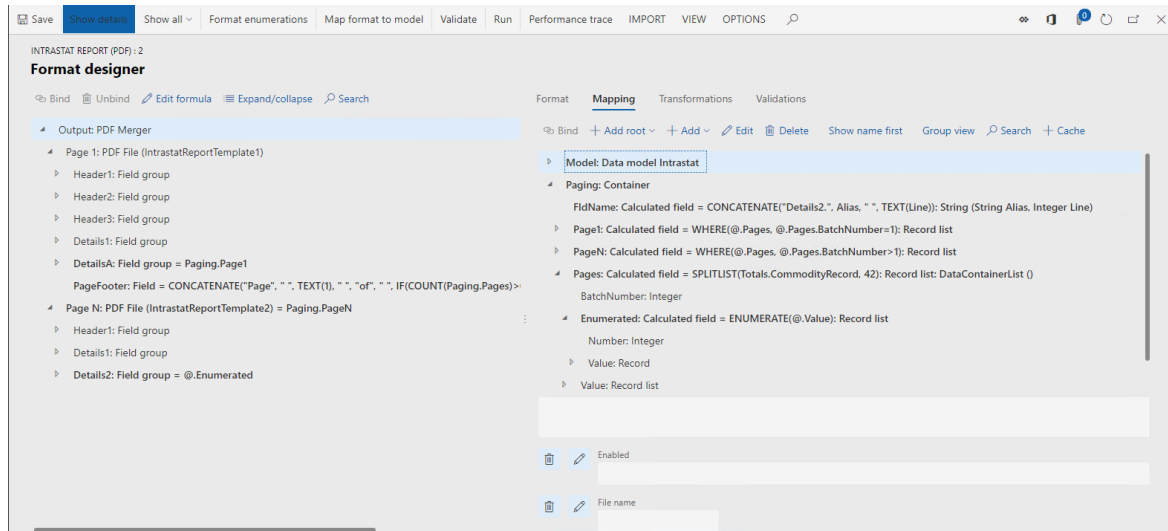 Save Show details Show all Format enumerations Map format to model Validate Run Performance trace IMPORT VIEW OPTIONS 0
INTRASTAT REPORT (PDF) : 2
Format designer
Bind Unbind Edit formula Expand/collapse Search
Output: PDF Merger
Page 1: PDF File (IntrastatReportTemplate1)
Header1: Field group
Header2: Field group
Header3: Field group
Details1: Field group
DetailsA: Field group = Paging.Page1
PageFooter: Field = CONCATENATE("Page", " ", TEXT(1), " ", "of", " ", IF(COUNT(Paging.Pages)>
Page N: PDF File (IntrastatReportTemplate2) = Paging.PageN
Header1: Field group
Details1: Field group
Details2: Field group = @.Enumerated
Format Mapping Transformations Validations
Bind Add root Add Edit Delete Show name first Group view Search Cache
Model: Data model Intrastat
Paging: Container
FldName: Calculated field = CONCATENATE("Details2.", Alias, " ", TEXT(Line)): String (String Alias, Integer Line)
Page1: Calculated field = WHERE(@.Pages, @.Pages.BatchNumber=1): Record list
PageN: Calculated field = WHERE(@.Pages, @.Pages.BatchNumber>1): Record list
Pages: Calculated field = SPLITLIST(Totals.CommodityRecord, 42): Record list: DataContainerList ()
BatchNumber: Integer
Enumerated: Calculated field = ENUMERATE(@.Value): Record list
Number: Integer
Value: Record
Value: Record list
Enabled
File name